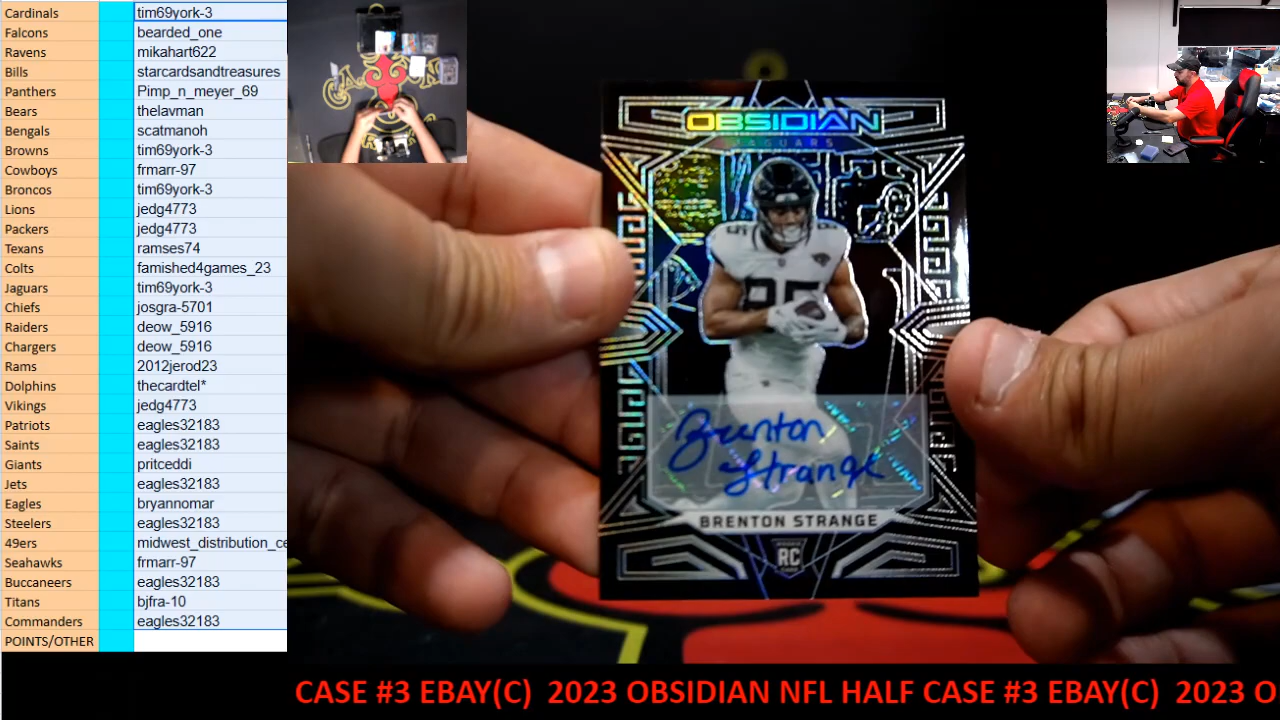 Cardinals tim69york-3
Falcons bearded_one
Ravens mikahart622
Bills starcardsandtreasures
Panthers Pimp_n_meyer_69
Bears thelavman
Bengals scatmanoh
Browns tim69york-3
Cowboys frmarr-97
Broncos tim69york-3
Lions jedg4773
Packers jedg4773
Texans ramses74
Colts famished4games_23
Jaguars tim69york-3
Chiefs josgra-5701
Raiders deow_5916
Chargers deow_5916
Rams 2012jerod23
Dolphins thecardtel*
Vikings jedg4773
Patriots eagles32183
Saints eagles32183
Giants pritceddi
Jets eagles32183
Eagles bryannomar
Steelers eagles32183
49ers midwest_distribution_ce
Seahawks frmarr-97
Buccaneers eagles32183
Titans bjfra-10
Commanders eagles32183
POINTS/OTHER
OBSIDIAN
JAGUARS
85
Brenton
Strange
BRENTON STRANGE
RC
CASE #3 EBAY(C) 2023 OBSIDIAN NFL HALF CASE #3 EBAY(C) 2023 O